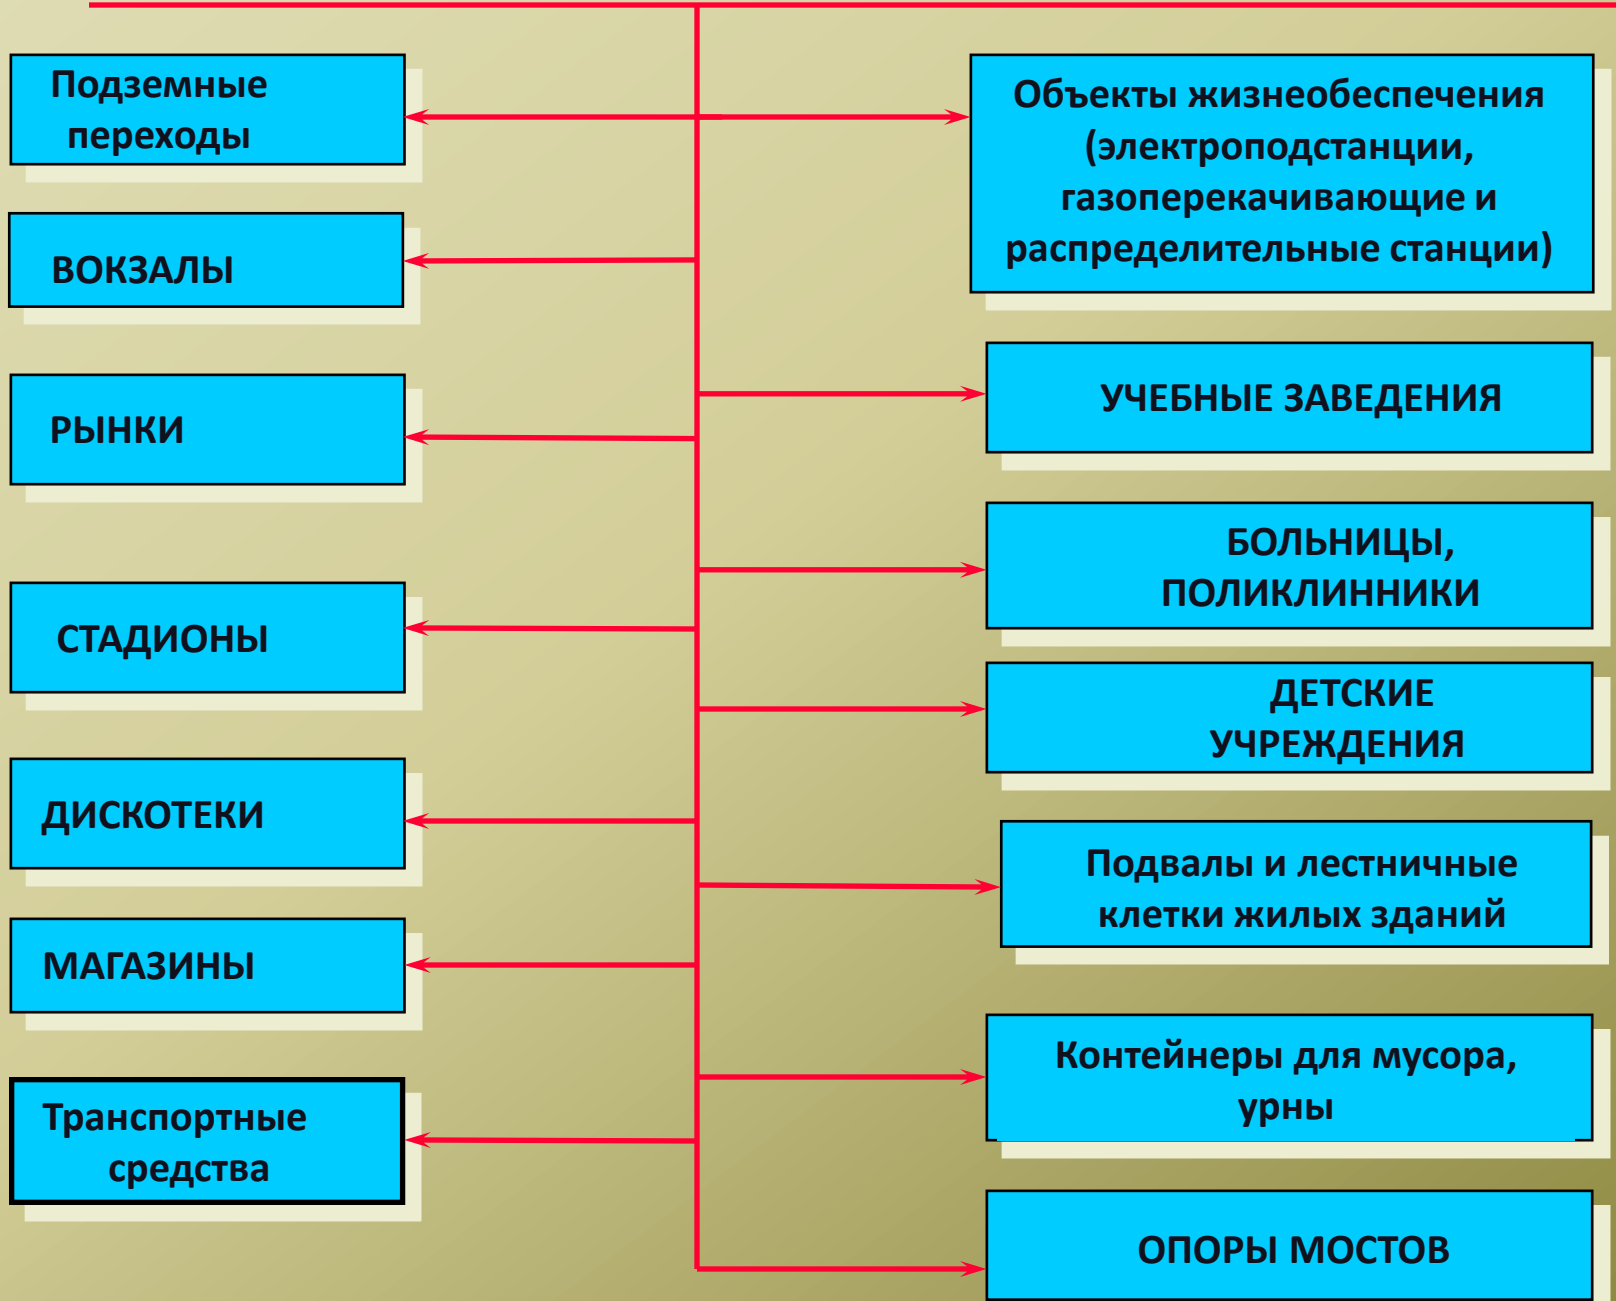 Подземные
переходы
ВОКЗАЛЫ
РЫНКИ
СТАДИОНЫ
ДИСКОТЕКИ
МАГАЗИНЫ
Транспортные
средства
Объекты жизнеобеспечения
(электроподстанции,
газоперекачивающие и
распределительные станции)
УЧЕБНЫЕ ЗАВЕДЕНИЯ
БОЛЬНИЦЫ,
ПОЛИКЛИННИКИ
ДЕТСКИЕ
УЧРЕЖДЕНИЯ
Подвалы и лестничные
клетки жилых зданий
Контейнеры для мусора,
урны
ОПОРЫ МОСТОВ